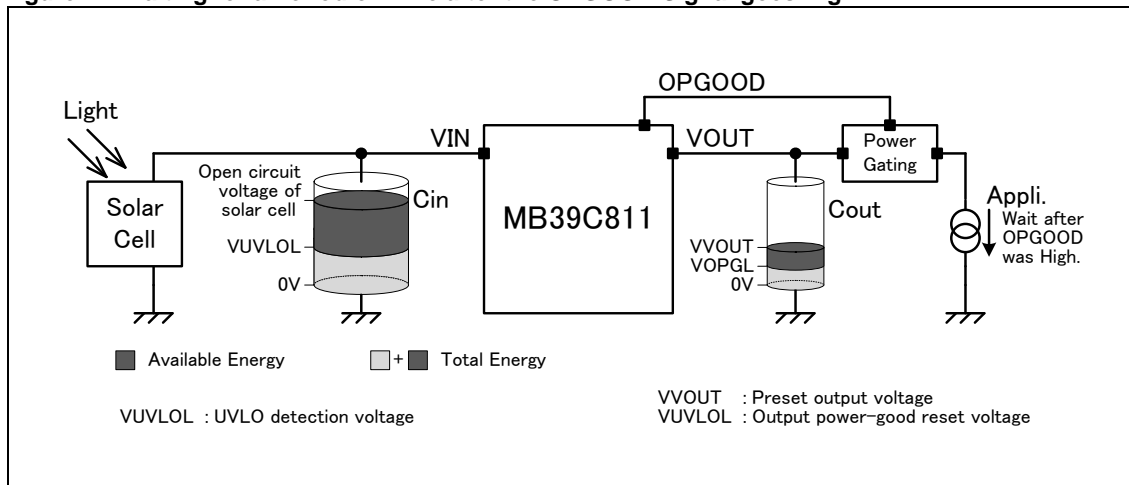 OPGOOD
Light
VIN
VOUT
Power
Gating
Open circuit
voltage of
solar cell
Cin
Solar
Cell
MB39C811
Cout
Appli.
Wait after
OPGOOD
was High.
VUVLOL
0V
VVOUT
VOPGL
0V
Available Energy
+
Total Energy
VUVLOL : UVLO detection voltage
VVOUT : Preset output voltage
VUVLOL : Output power-good reset voltage